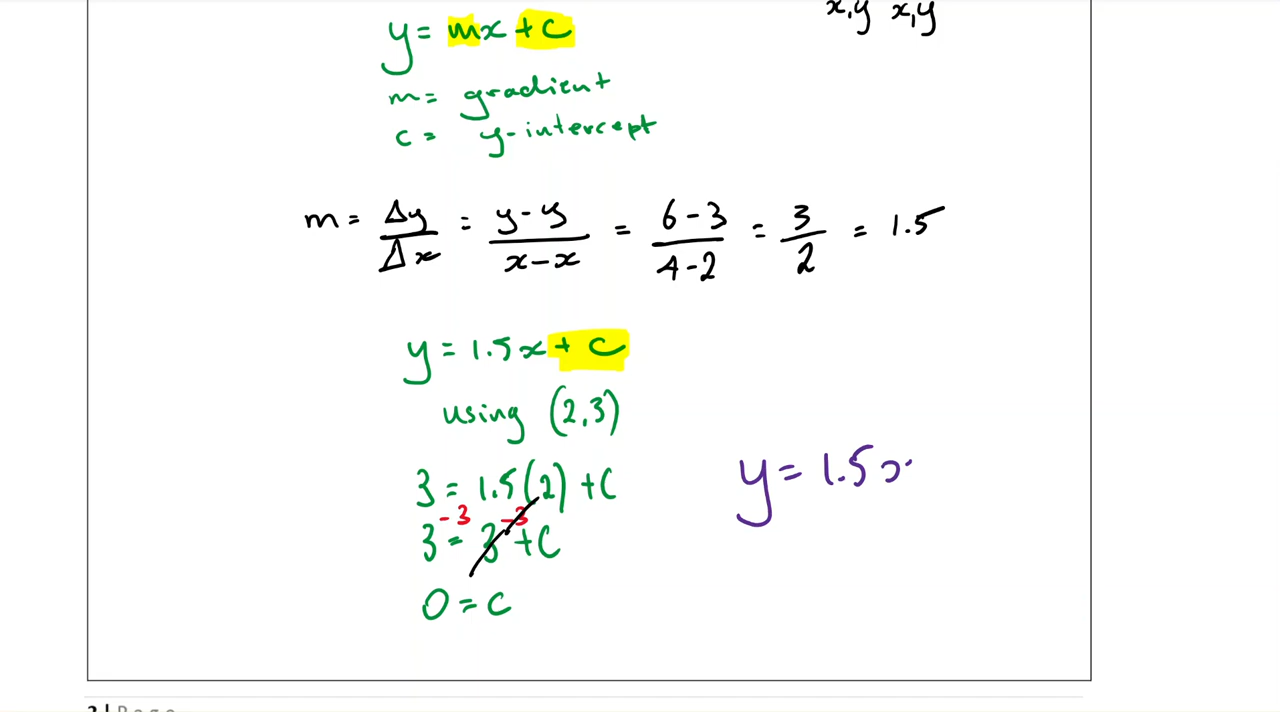 x,y x,y
y = mx + c
m = gradient
c = y-intercept
m = Δy/Δx = y-y/x-x = 6-3/4-2 = 3/2 = 1.5
y = 1.5x + c
using (2,3)
3 = 1.5(2) + C
-3 -3
3 = 3 + C
0 = c
y = 1.5x